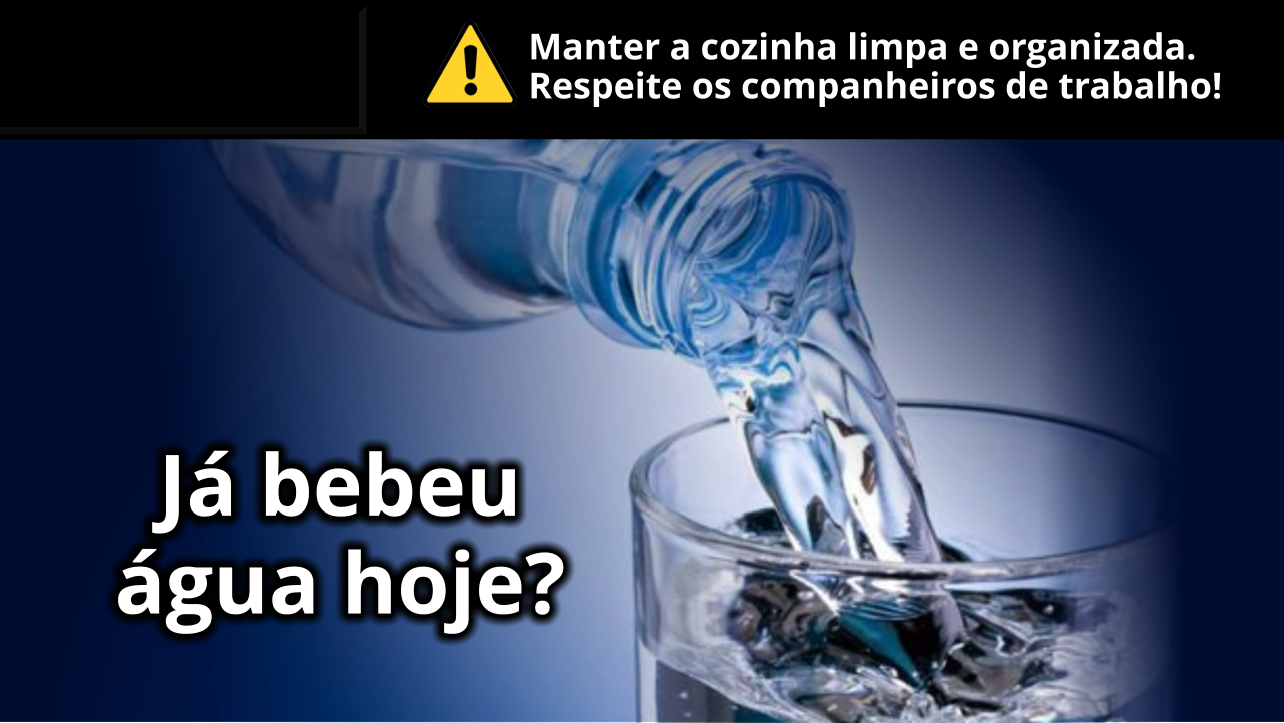 Manter a cozinha limpa e organizada.
Respeite os companheiros de trabalho!
Já bebeu
água hoje?